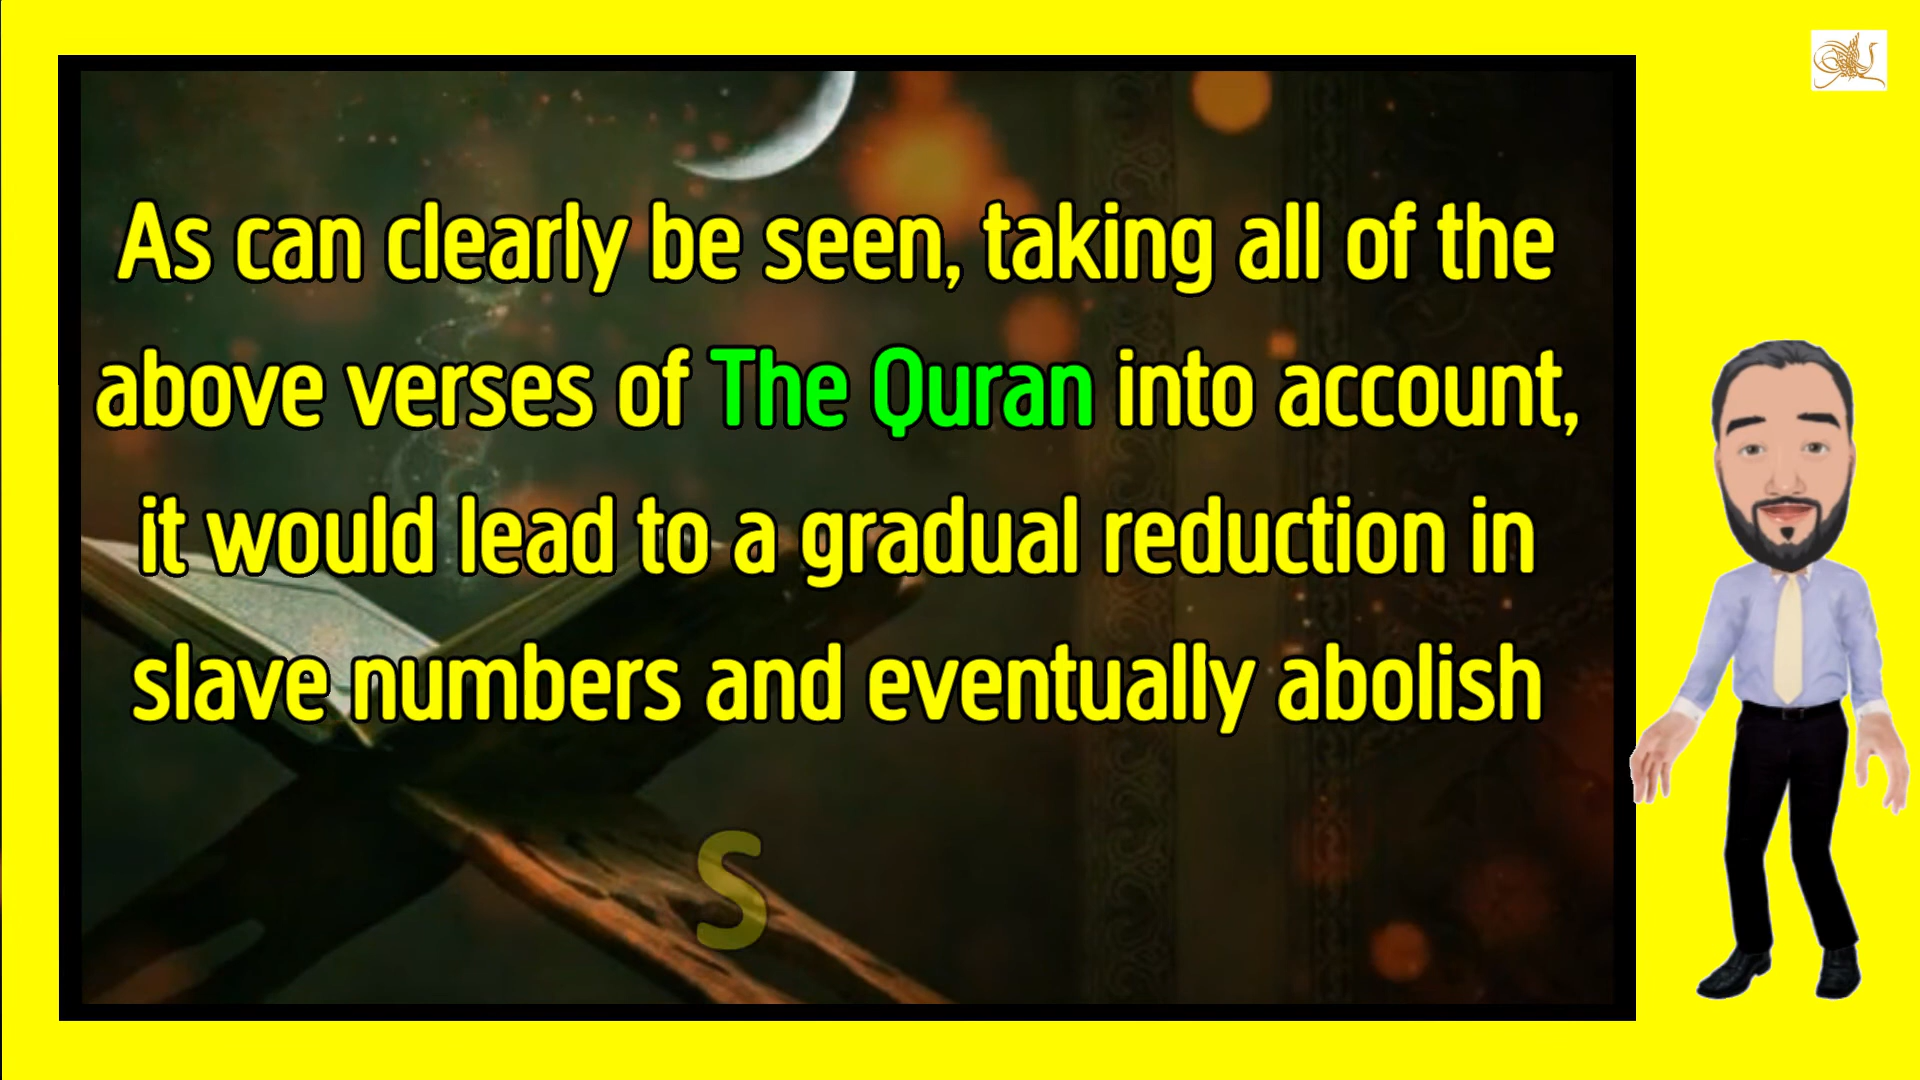 As can clearly be seen, taking all of the
above verses of The Quran into account,
it would lead to a gradual reduction in
slave numbers and eventually abolish
S